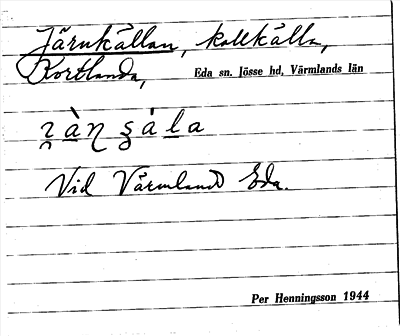 Järnkällan, kallkälla,
Kortlanda, Eda sn. Jösse hd, Värmlands län
Vid Värmland Eda.
Per Henningsson 1944